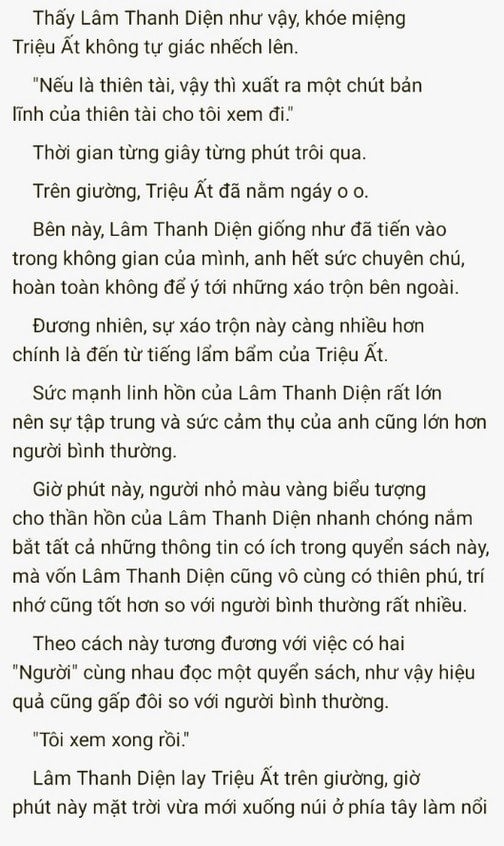 Thấy Lâm Thanh Diện như vậy, khóe miệng
Triệu Ất không tự giác nhếch lên.
"Nếu là thiên tài, vậy thì xuất ra một chút bản
lĩnh của thiên tài cho tôi xem đi."
Thời gian từng giây từng phút trôi qua.
Trên giường, Triệu Ất đã nằm ngáy o o.
Bên này, Lâm Thanh Diện giống như đã tiến vào
trong không gian của mình, anh hết sức chuyên chú,
hoàn toàn không để ý tới những xáo trộn bên ngoài.
Đương nhiên, sự xáo trộn này càng nhiều hơn
chính là đến từ tiếng lẩm bẩm của Triệu Ất.
Sức mạnh linh hồn của Lâm Thanh Diện rất lớn
nên sự tập trung và sức cảm thụ của anh cũng lớn hơn
người bình thường.
Giờ phút này, người nhỏ màu vàng biểu tượng
cho thần hồn của Lâm Thanh Diện nhanh chóng nắm
bắt tất cả những thông tin có ích trong quyển sách này,
mà vốn Lâm Thanh Diện cũng vô cùng có thiên phú, trí
nhớ cũng tốt hơn so với người bình thường rất nhiều.
Theo cách này tương đương với việc có hai
"Người" cùng nhau đọc một quyển sách, như vậy hiệu
quả cũng gấp đôi so với người bình thường.
"Tôi xem xong rồi."
Lâm Thanh Diện lay Triệu Ất trên giường, giờ
phút này mặt trời vừa mới xuống núi ở phía tây làm nổi